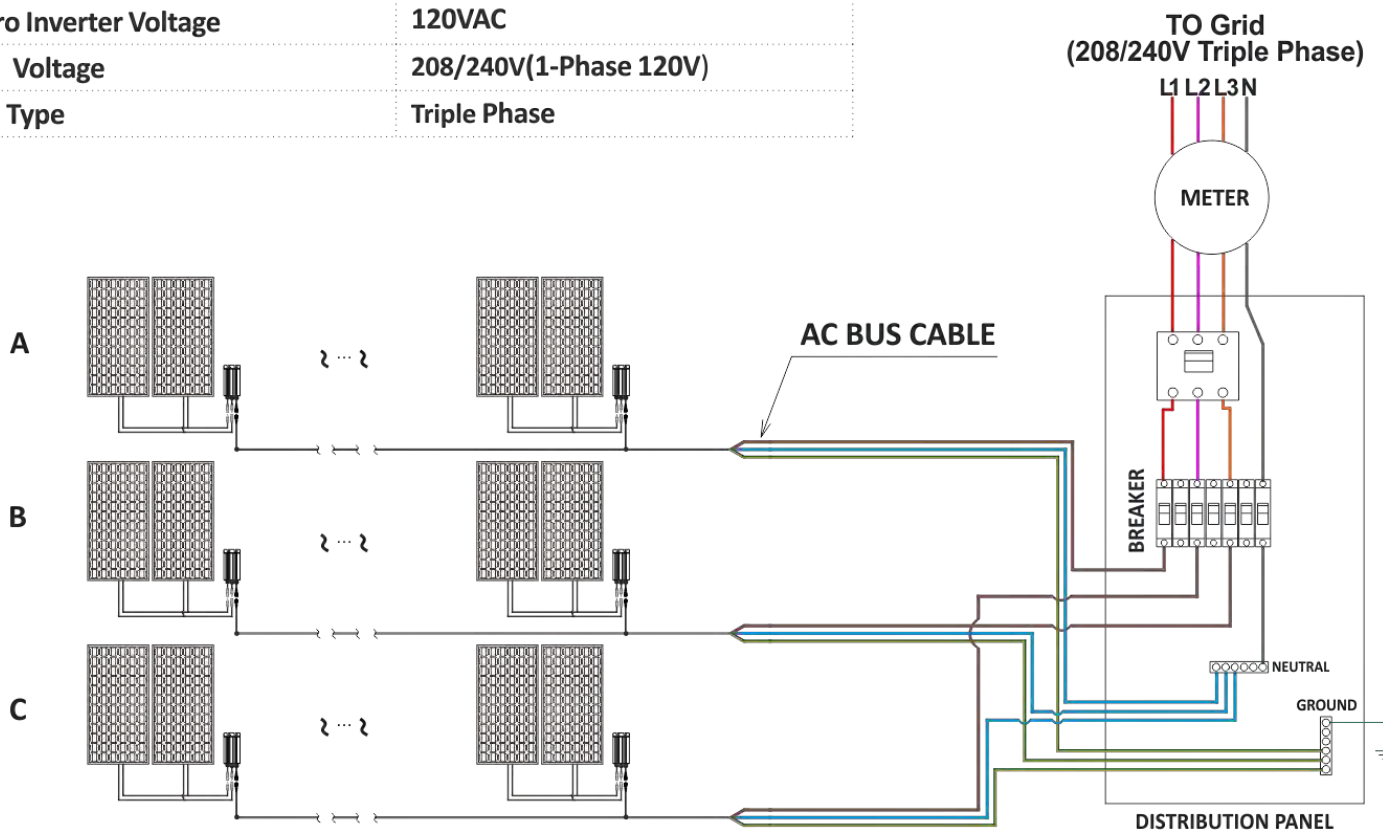 ro Inverter Voltage 120VAC
Voltage 208/240V(1-Phase 120V)
Type Triple Phase
TO Grid
(208/240V Triple Phase)
L1 L2 L3 N
METER
A
AC BUS CABLE
BREAKER
B
NEUTRAL
C
GROUND
DISTRIBUTION PANEL